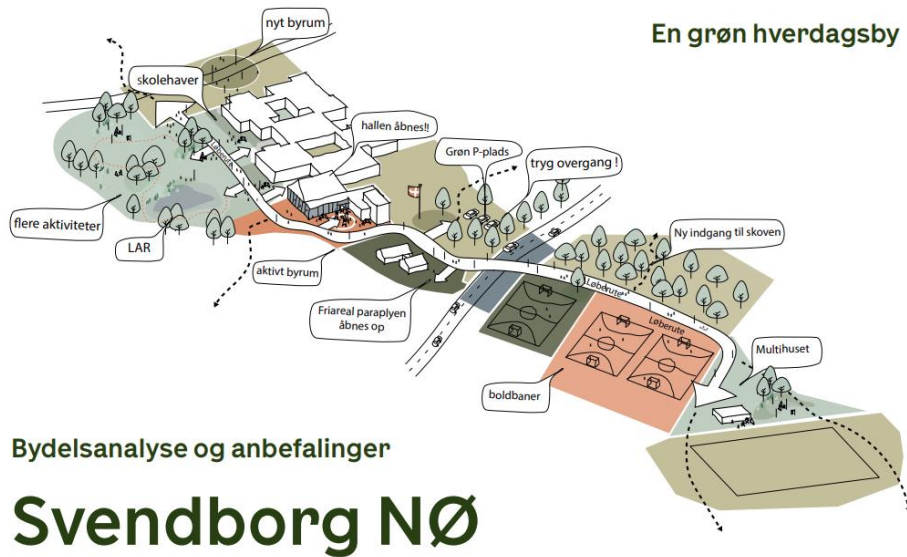 En grøn hverdagsby
nyt byrum
skolehaver
hallen åbnes!!
Grøn P-plads
tryg overgang !
Løberute
flere aktiviteter
LAR
aktivt byrum
Friareal paraplyen
åbnes op
Ny indgang til skoven
Løberute
Løberute
Multihuset
boldbaner
Bydelsanalyse og anbefalinger
Svendborg NØ